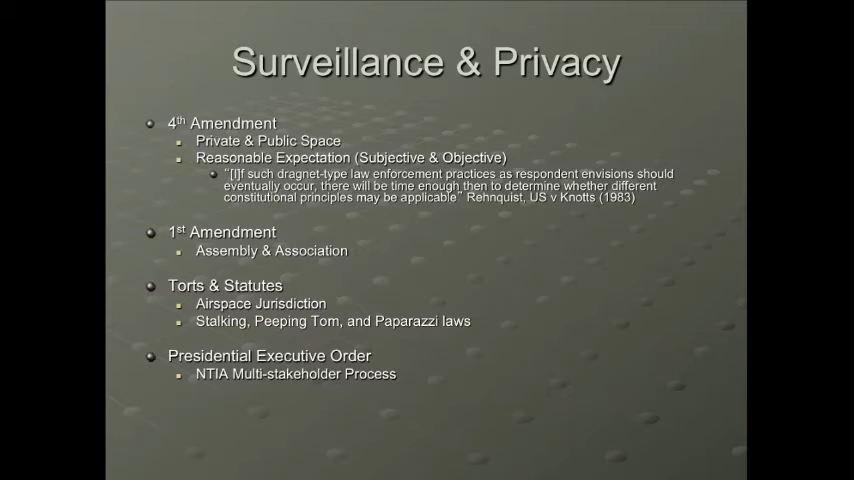 Surveillance & Privacy
4th Amendment
Private & Public Space
Reasonable Expectation (Subjective & Objective)
"[I]f such dragnet-type law enforcement practices as respondent envisions should
eventually occur, there will be time enough then to determine whether different
constitutional principles may be applicable" Rehnquist, US v Knotts (1983)
1st Amendment
Assembly & Association
Torts & Statutes
Airspace Jurisdiction
Stalking, Peeping Tom, and Paparazzi laws
Presidential Executive Order
NTIA Multi-stakeholder Process